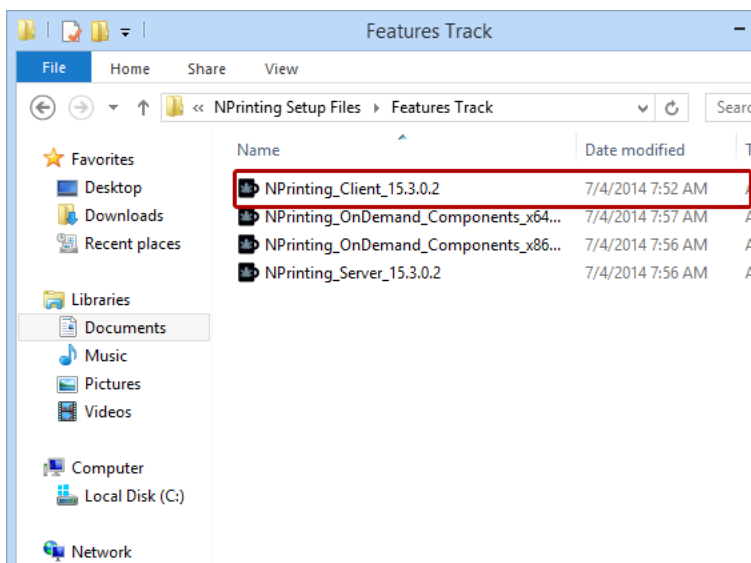 Features Track
File Home Share View
« NPrinting Setup Files Features Track
Name Date modified
Favorites
Desktop
Downloads
Recent places
Libraries
Documents
Music
Pictures
Videos
Computer
Local Disk (C:)
Network
NPrinting_Client_15.3.0.2 7/4/2014 7:52 AM
NPrinting_OnDemand_Components_x64... 7/4/2014 7:57 AM
NPrinting_OnDemand_Components_x86... 7/4/2014 7:56 AM
NPrinting_Server_15.3.0.2 7/4/2014 7:56 AM